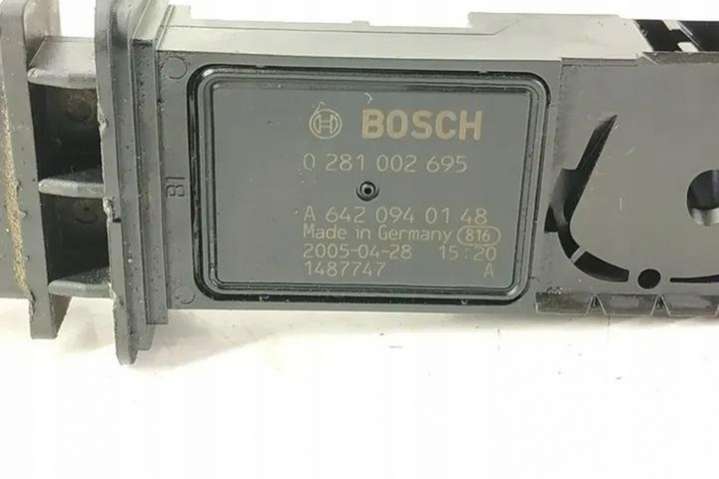 BOSCH
0 281 002 695
A 642 094 01 48
Made in Germany 816
2005-04-28 15:20
1487747 A
81